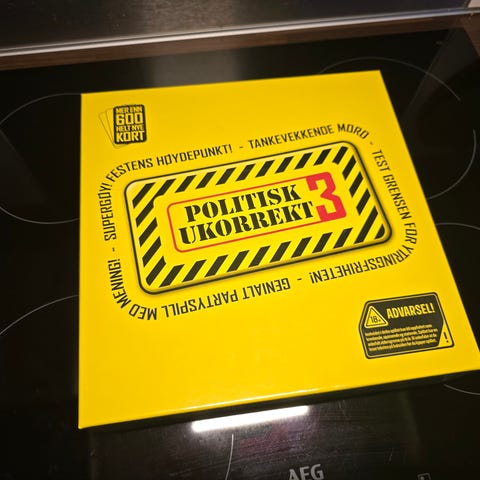 MER ENN
600
HELT NYE
KORT
SUPERGØY! FESTENS HØYDEPUNKT! - TANKEVEKKENDE MORO - TEST GRENSEN FOR YTRINGSFRIHETEN! - GENIALT PARTYSPILL MED MENING! -
POLITISK
UKORREKT
3
18+
ADVARSEL!
!
AEG